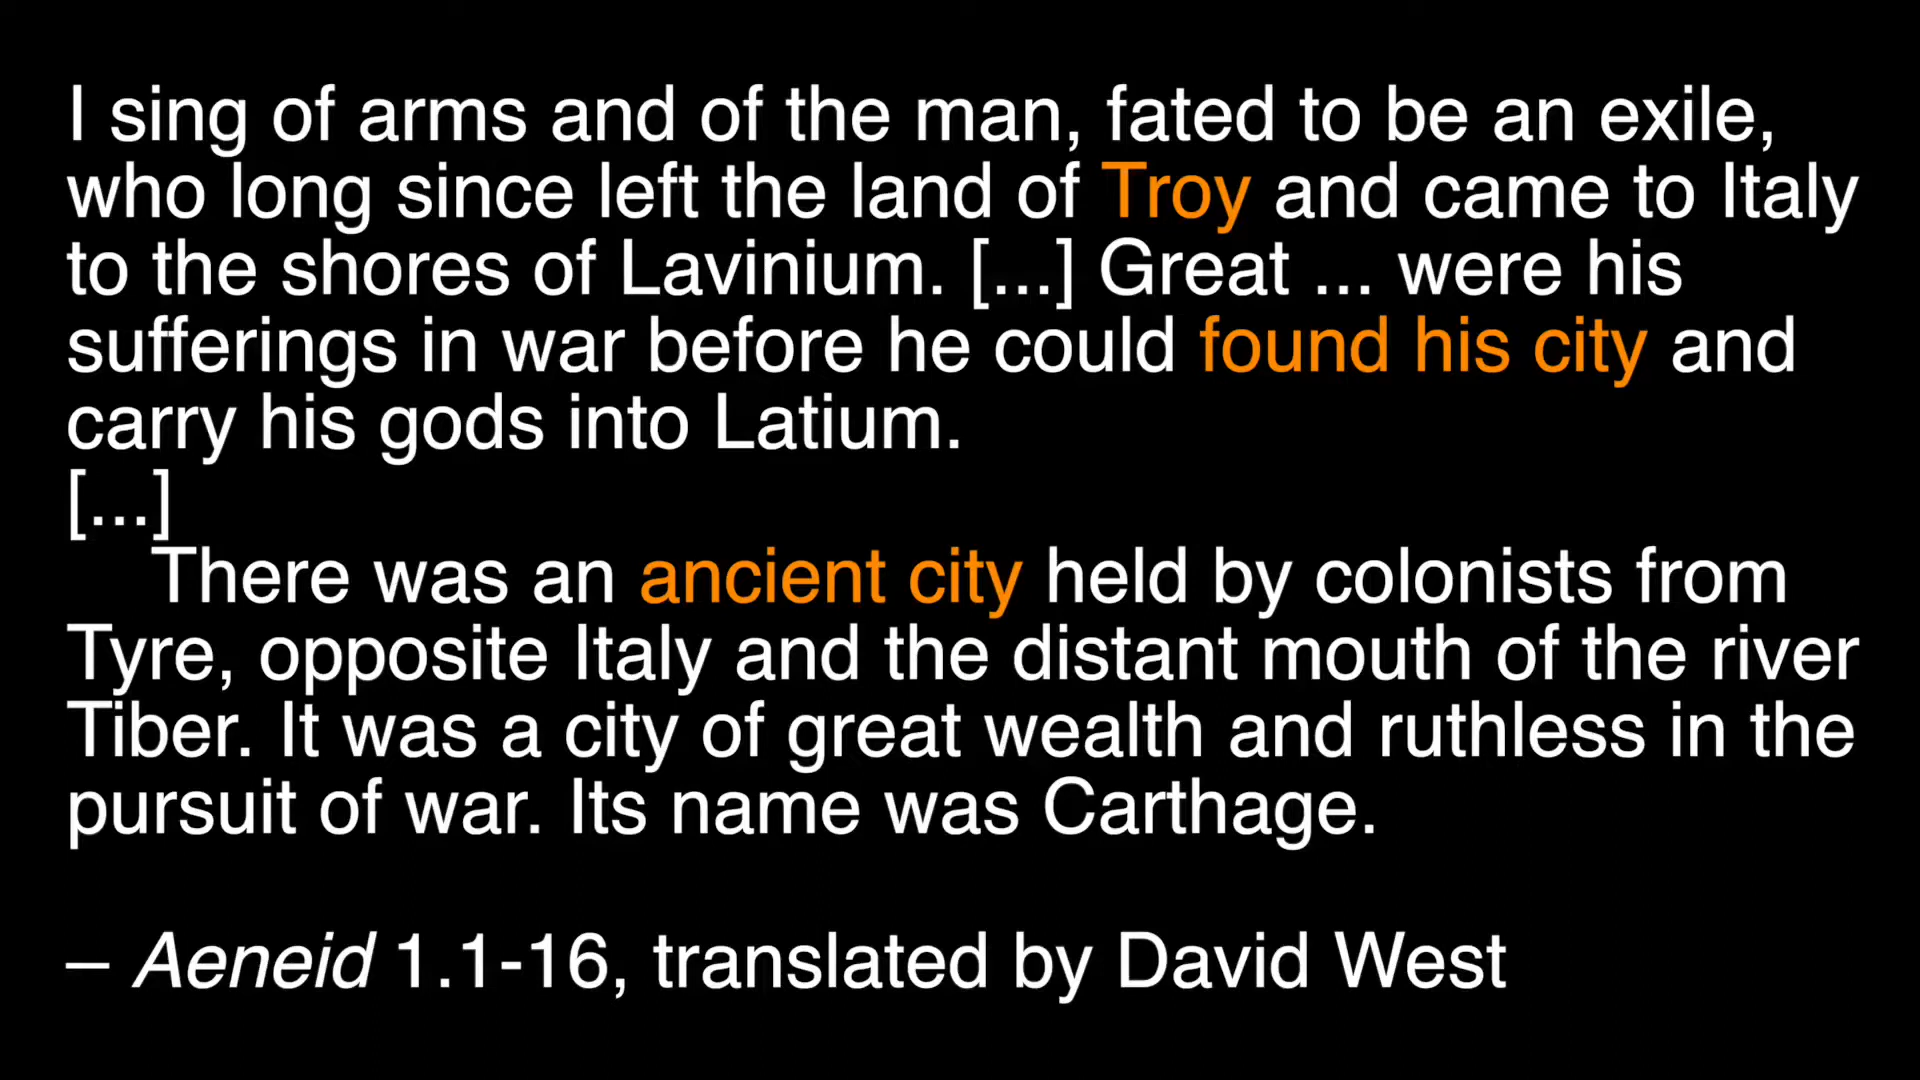 I sing of arms and of the man, fated to be an exile,
who long since left the land of Troy and came to Italy
to the shores of Lavinium. [...] Great ... were his
sufferings in war before he could found his city and
carry his gods into Latium.
[...]
There was an ancient city held by colonists from
Tyre, opposite Italy and the distant mouth of the river
Tiber. It was a city of great wealth and ruthless in the
pursuit of war. Its name was Carthage.
– Aeneid 1.1-16, translated by David West